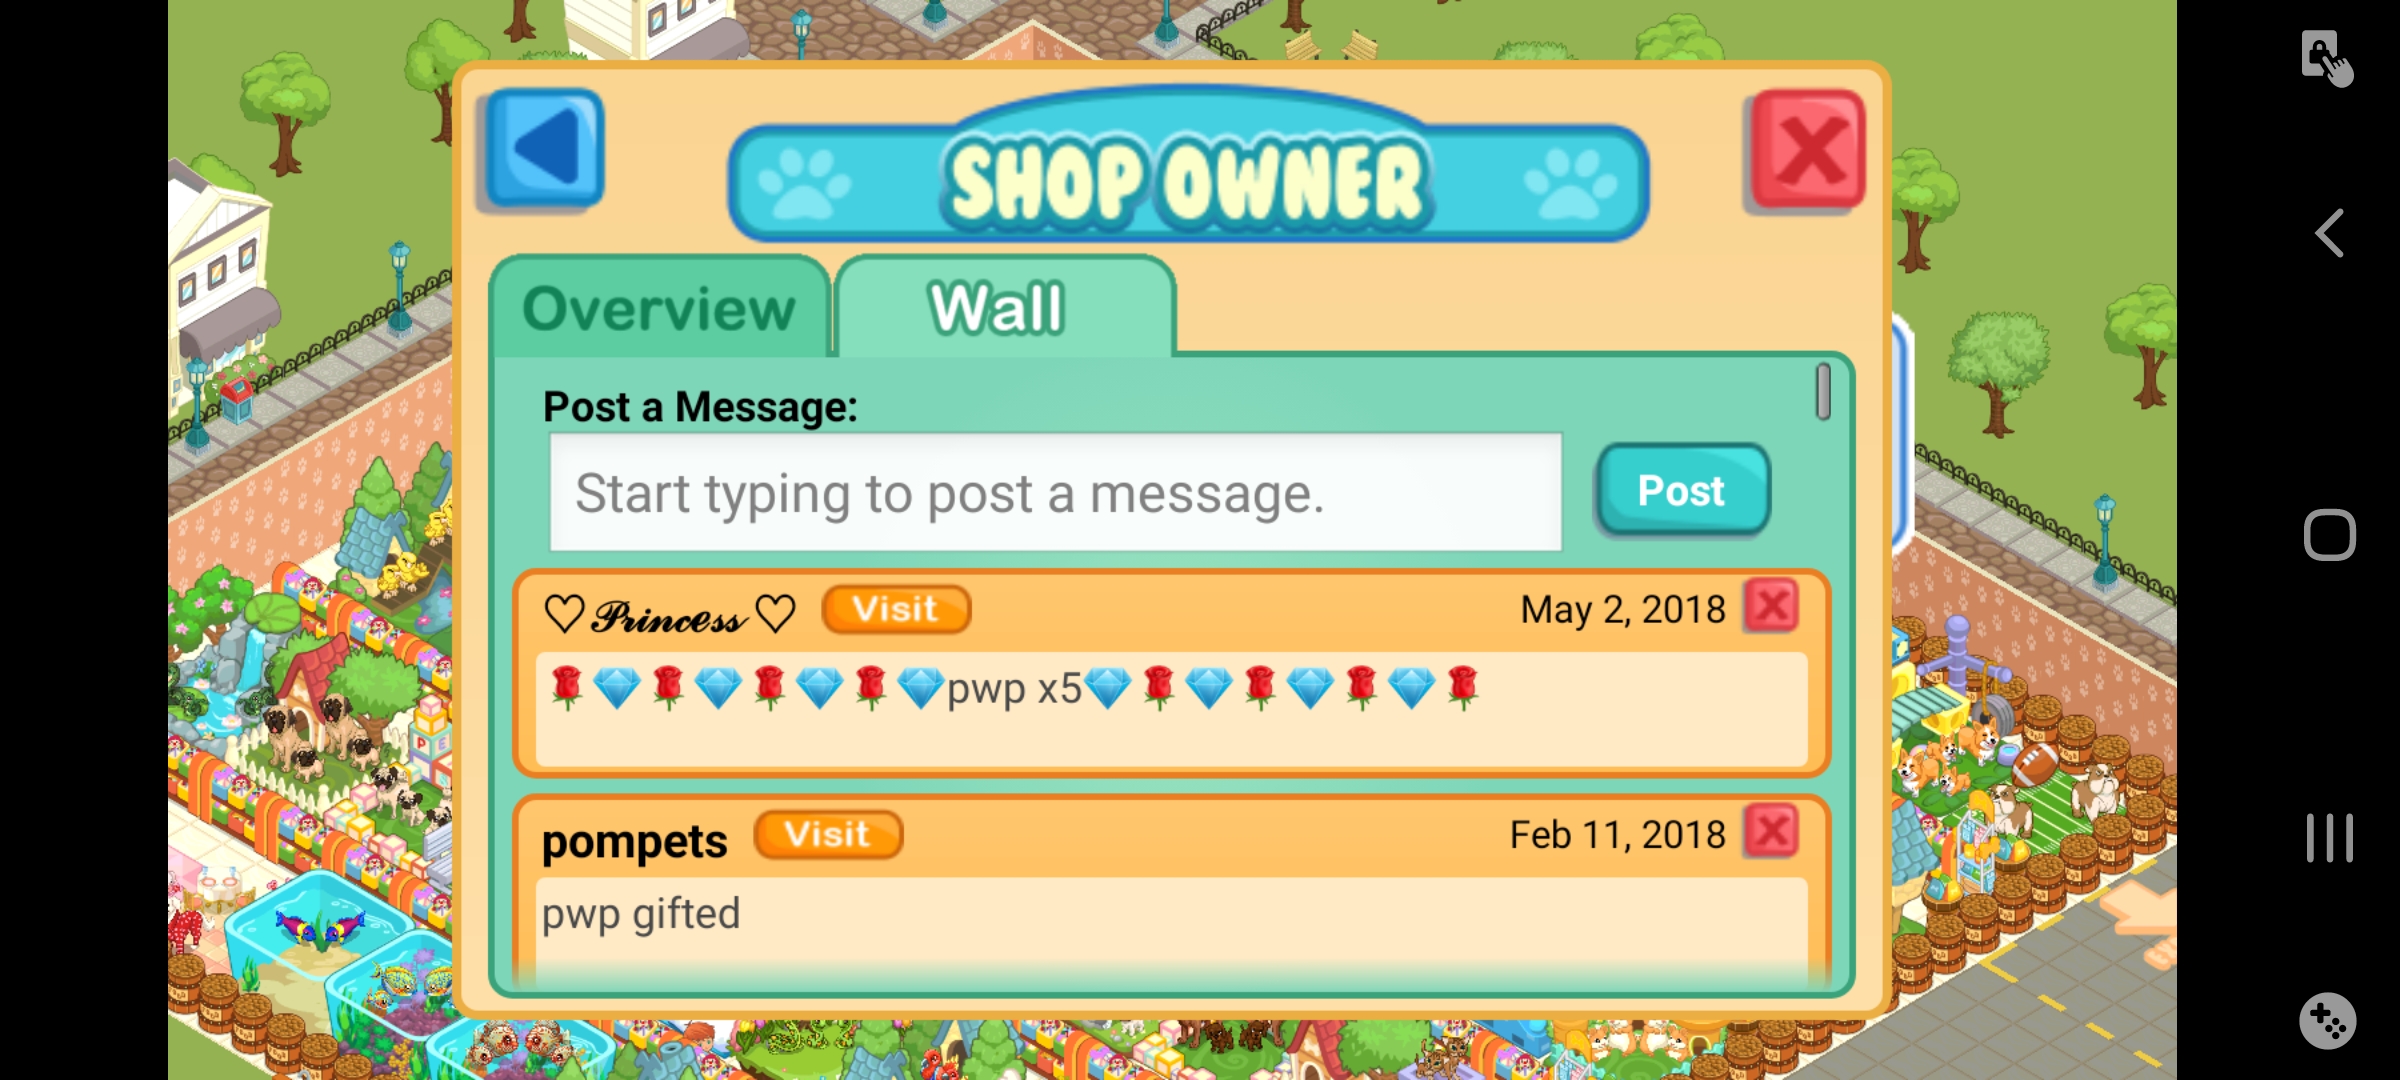 SHOP OWNER
Overview
Wall
Post a Message:
Start typing to post a message.
Post
♡𝓟𝓻𝓲𝓷𝓬𝓮𝓼𝓼♡
Visit
May 2, 2018
🌹💎🌹💎🌹💎🌹💎pwp x5💎🌹💎🌹💎🌹💎🌹
pompets
Visit
Feb 11, 2018
pwp gifted